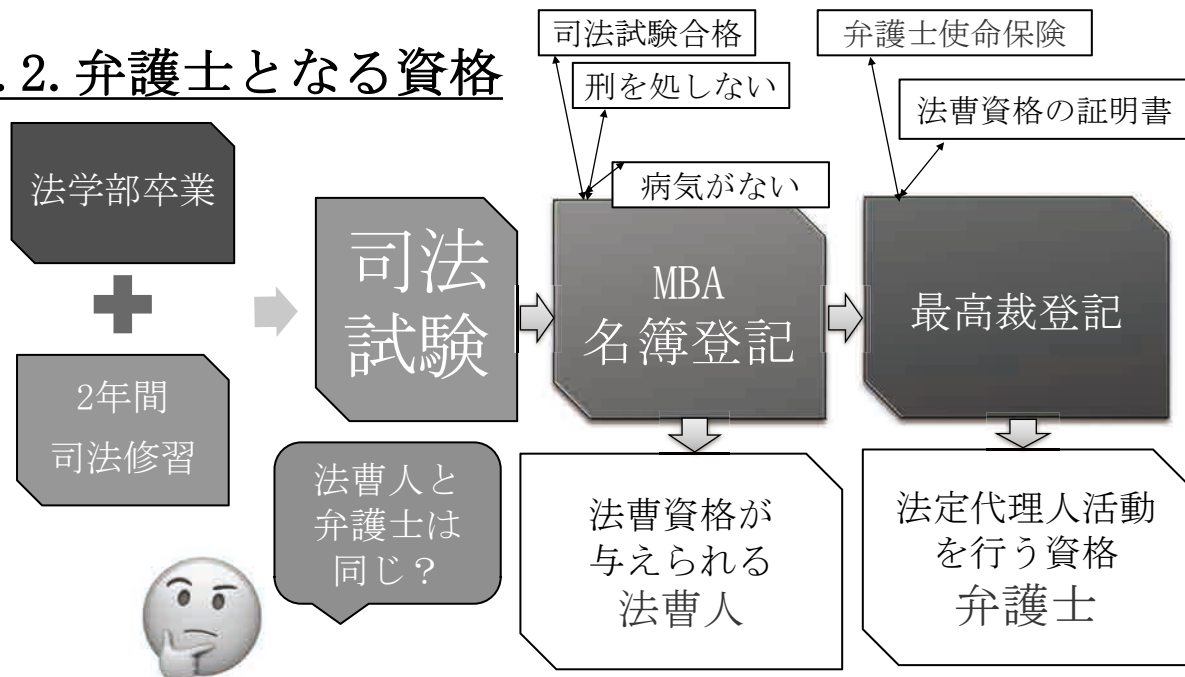 . 2. 弁護士となる資格
司法試験合格
刑を処しない
病気がない
弁護士使命保険
法曹資格の証明書
法学部卒業
2年間
司法修習
司法
試験
MBA
名簿登記
最高裁登記
法曹人と
弁護士は
同じ？
法曹資格が
与えられる
法曹人
法定代理人活動
を行う資格
弁護士